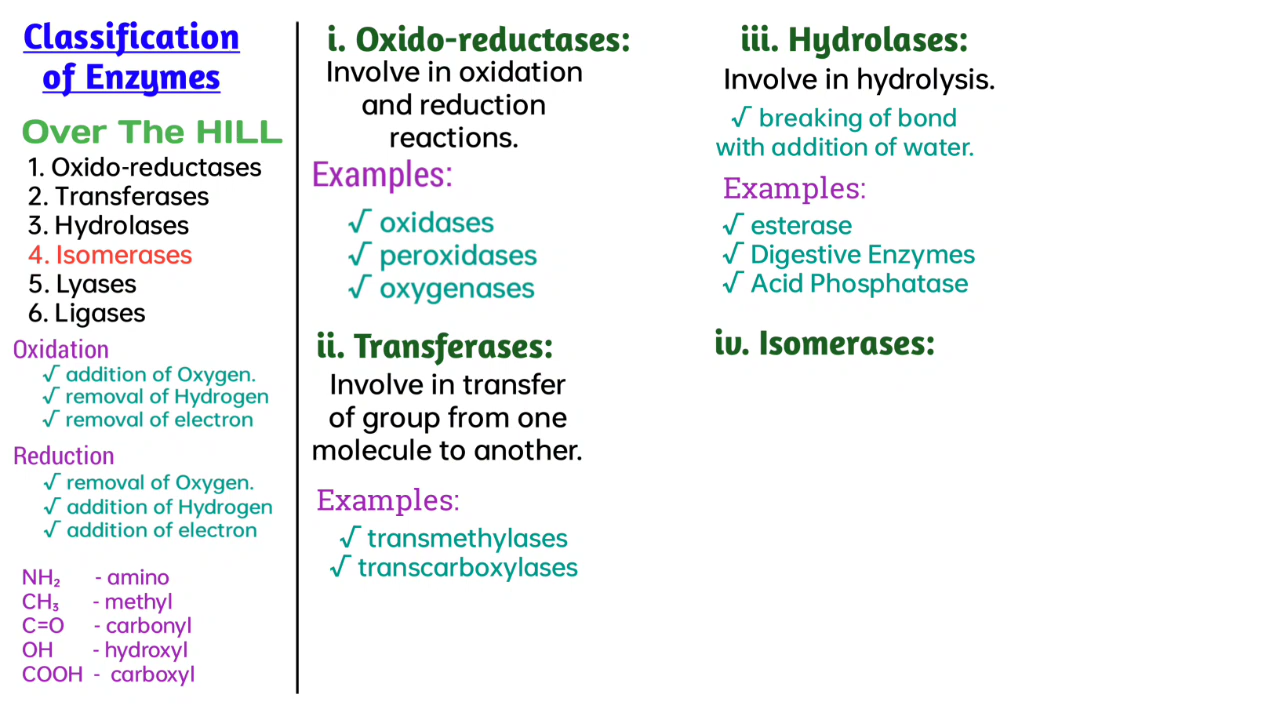 Classification
of Enzymes
Over The HILL
1. Oxido-reductases
2. Transferases
3. Hydrolases
4. Isomerases
5. Lyases
6. Ligases
Oxidation
√ addition of Oxygen.
√ removal of Hydrogen
√ removal of electron
Reduction
√ removal of Oxygen.
√ addition of Hydrogen
√ addition of electron
NH₂ - amino
CH₃ - methyl
C=O - carbonyl
OH - hydroxyl
COOH - carboxyl
i. Oxido-reductases:
Involve in oxidation
and reduction
reactions.
Examples:
√ oxidases
√ peroxidases
√ oxygenases
ii. Transferases:
Involve in transfer
of group from one
molecule to another.
Examples:
√ transmethylases
√ transcarboxylases
iii. Hydrolases:
Involve in hydrolysis.
√ breaking of bond
with addition of water.
Examples:
√ esterase
√ Digestive Enzymes
√ Acid Phosphatase
iv. Isomerases: